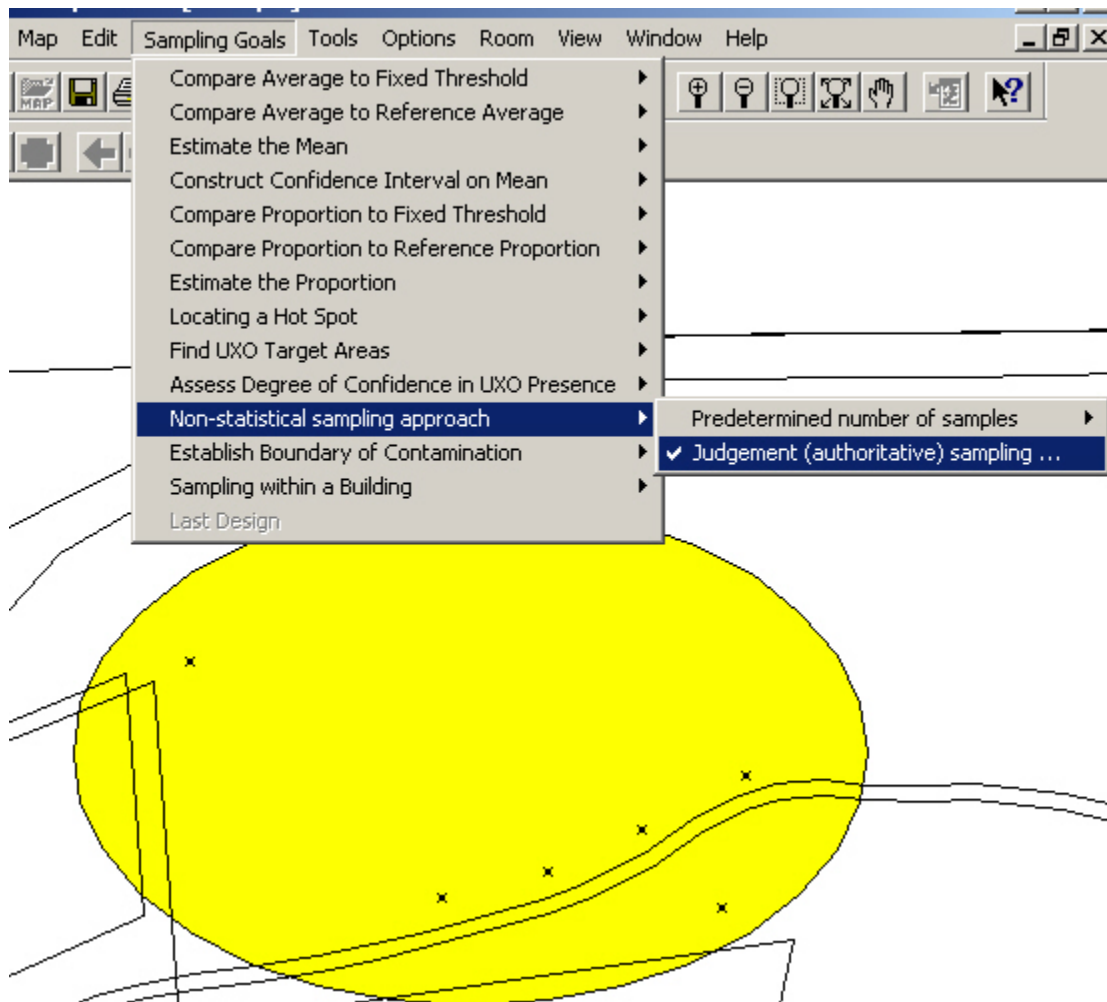 Map Edit Sampling Goals Tools Options Room View Window Help
MAP
Compare Average to Fixed Threshold
Compare Average to Reference Average
Estimate the Mean
Construct Confidence Interval on Mean
Compare Proportion to Fixed Threshold
Compare Proportion to Reference Proportion
Estimate the Proportion
Locating a Hot Spot
Find UXO Target Areas
Assess Degree of Confidence in UXO Presence
Non-statistical sampling approach
Predetermined number of samples
Establish Boundary of Contamination
Judgement (authoritative) sampling ...
Sampling within a Building
Last Design